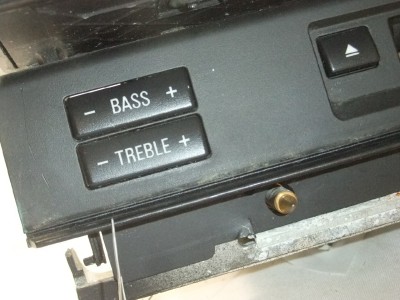 - BASS +
- TREBLE +